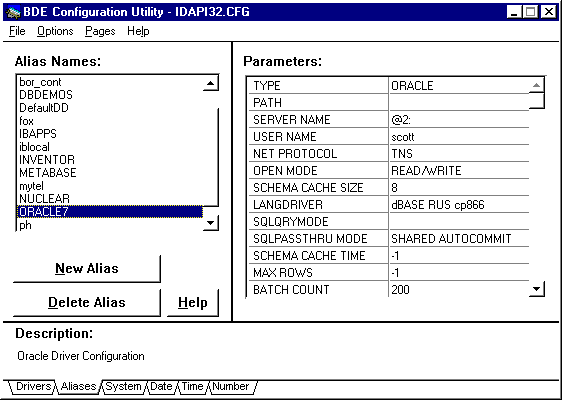 BDE Configuration Utility - IDAPI32.CFG
File Options Pages Help
Alias Names:
bor_cont
DBDEMOS
DefaultDD
fox
IBAPPS
iblocal
INVENTOR
METABASE
mytel
NUCLEAR
ORACLE7
ph
New Alias
Delete Alias
Help
Parameters:
TYPE ORACLE
PATH
SERVER NAME @2:
USER NAME scott
NET PROTOCOL TNS
OPEN MODE READ/WRITE
SCHEMA CACHE SIZE 8
LANGDRIVER dBASE RUS cp866
SQLQRYMODE
SQLPASSTHRU MODE SHARED AUTOCOMMIT
SCHEMA CACHE TIME -1
MAX ROWS -1
BATCH COUNT 200
Description:
Oracle Driver Configuration
Drivers Aliases System Date Time Number